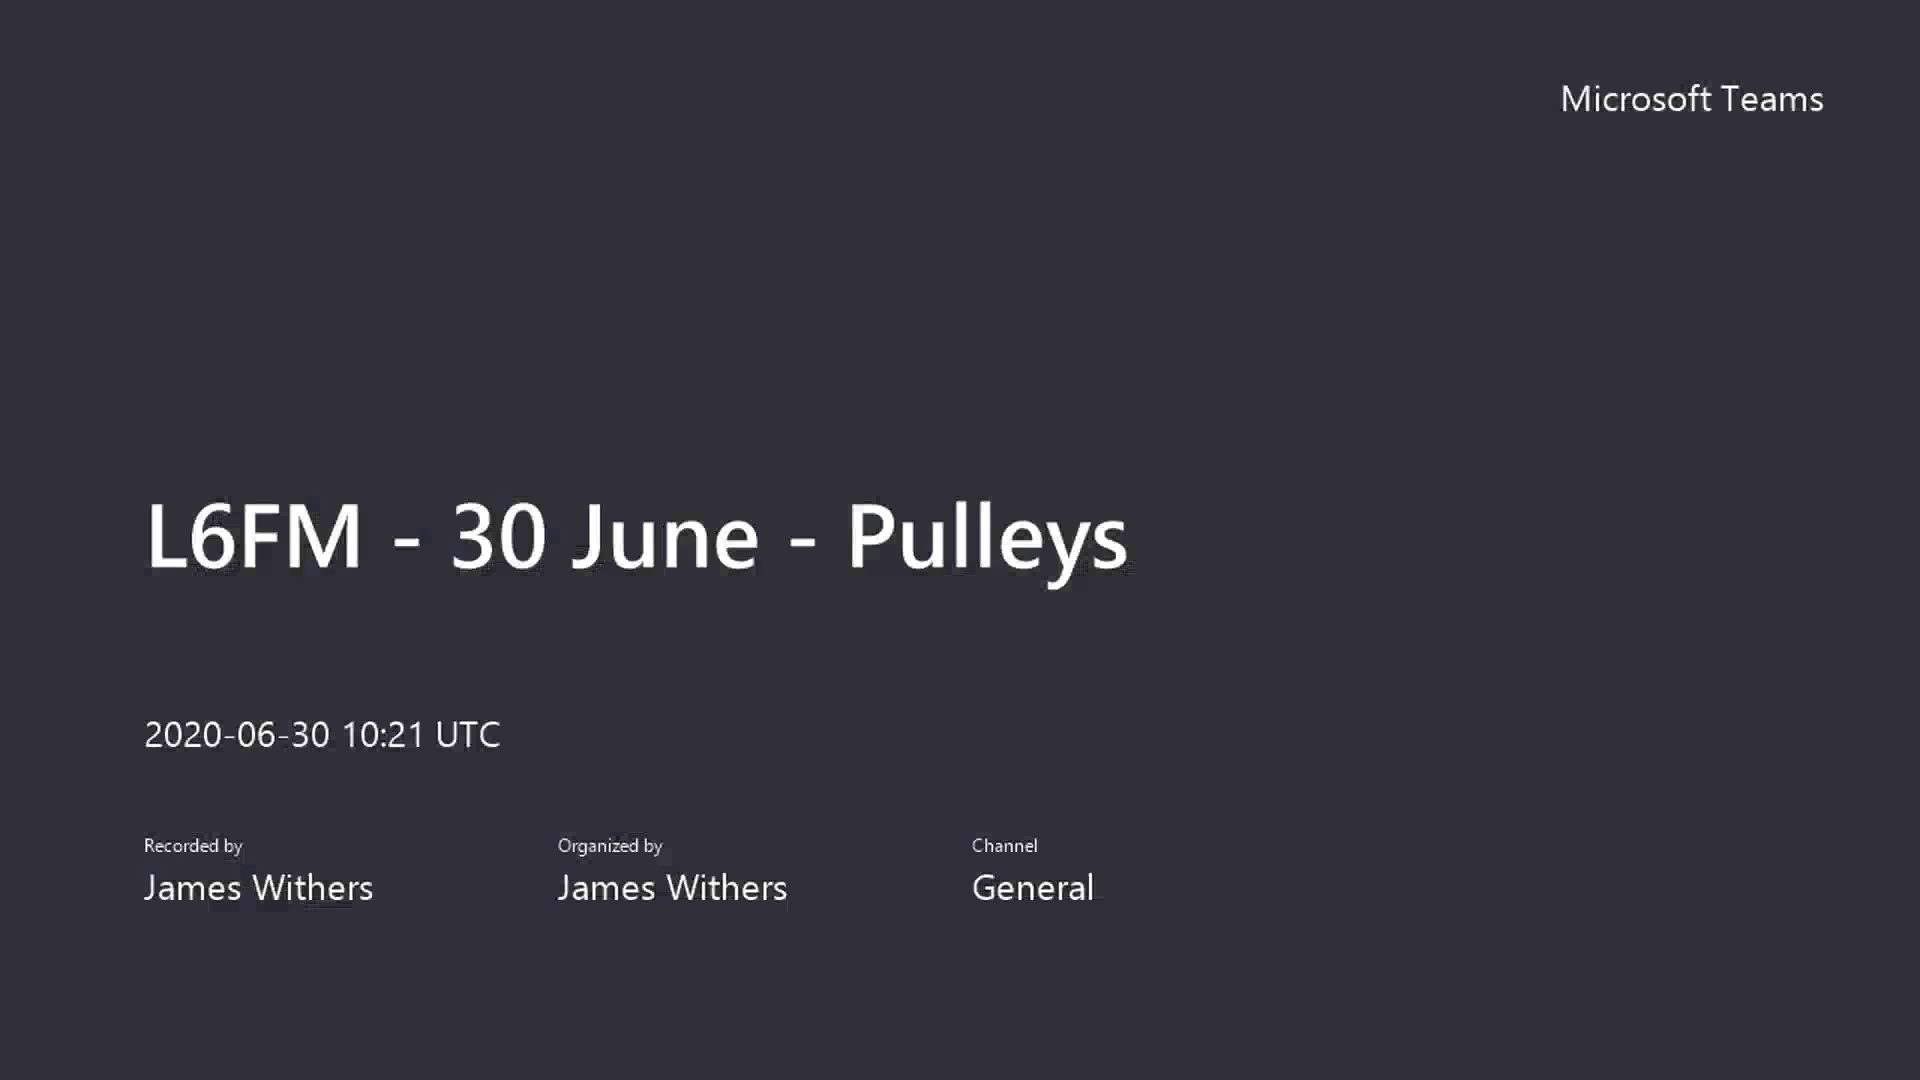 Microsoft Teams
L6FM - 30 June - Pulleys
2020-06-30 10:21 UTC
Recorded by
James Withers
Organized by
James Withers
Channel
General